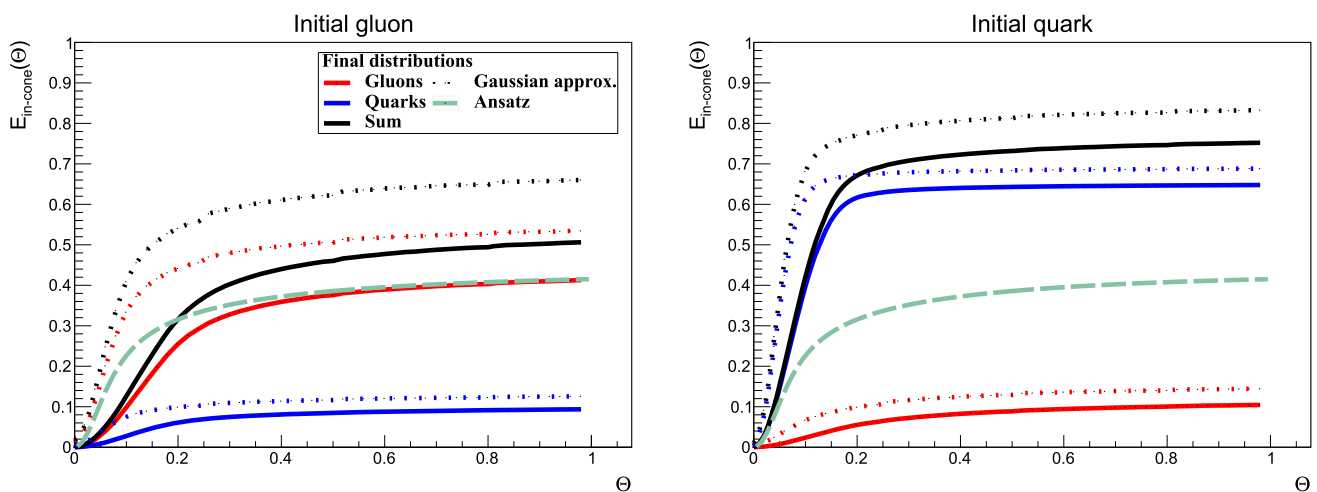 Initial gluon
E_in-cone(Θ)
1
0.9
0.8
0.7
0.6
0.5
0.4
0.3
0.2
0.1
0
0 0.2 0.4 0.6 0.8 1
Θ
Final distributions
Gluons Gaussian approx.
Quarks Ansatz
Sum
Initial quark
E_in-cone(Θ)
1
0.9
0.8
0.7
0.6
0.5
0.4
0.3
0.2
0.1
0
0 0.2 0.4 0.6 0.8 1
Θ